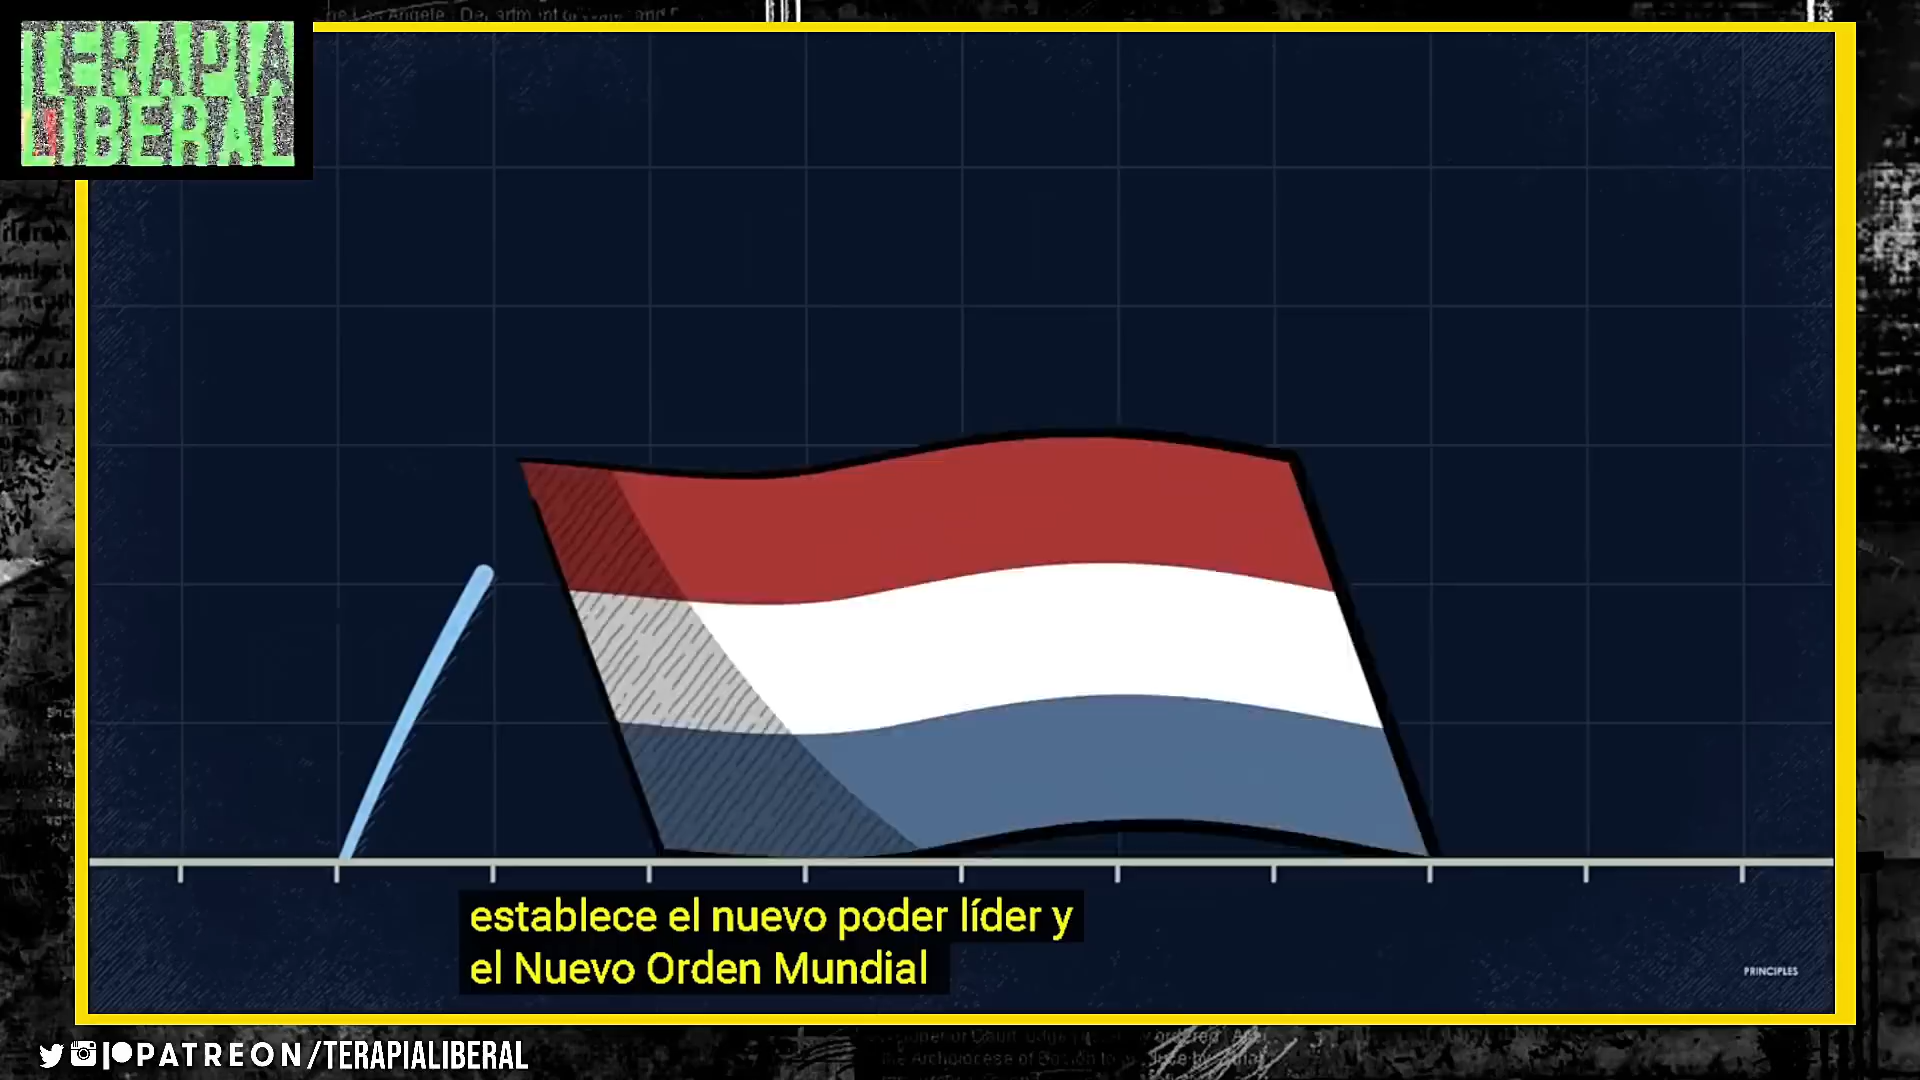 TERAPIA
LIBERAL
establece el nuevo poder líder y
el Nuevo Orden Mundial
PRINCIPLES
PATREON/TERAPIALIBERAL